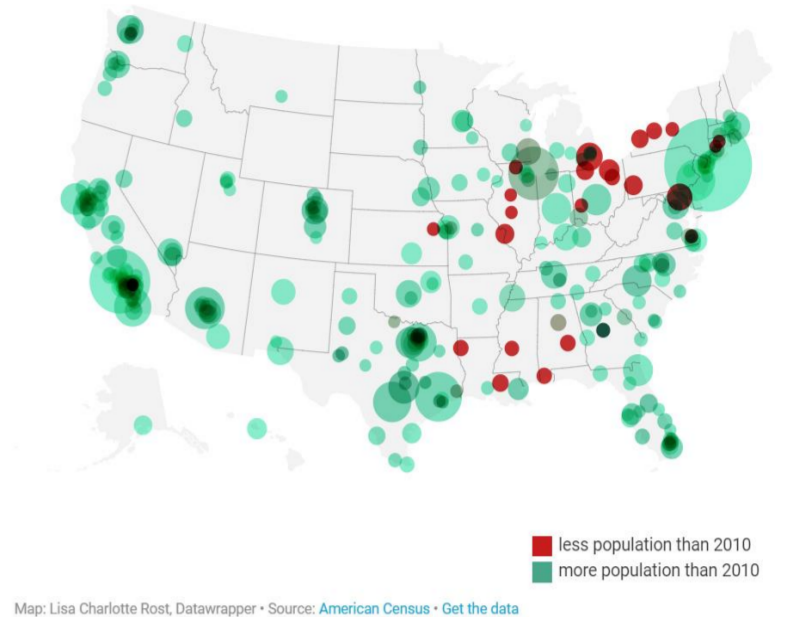 less population than 2010
more population than 2010
Map: Lisa Charlotte Rost, Datawrapper • Source: American Census • Get the data